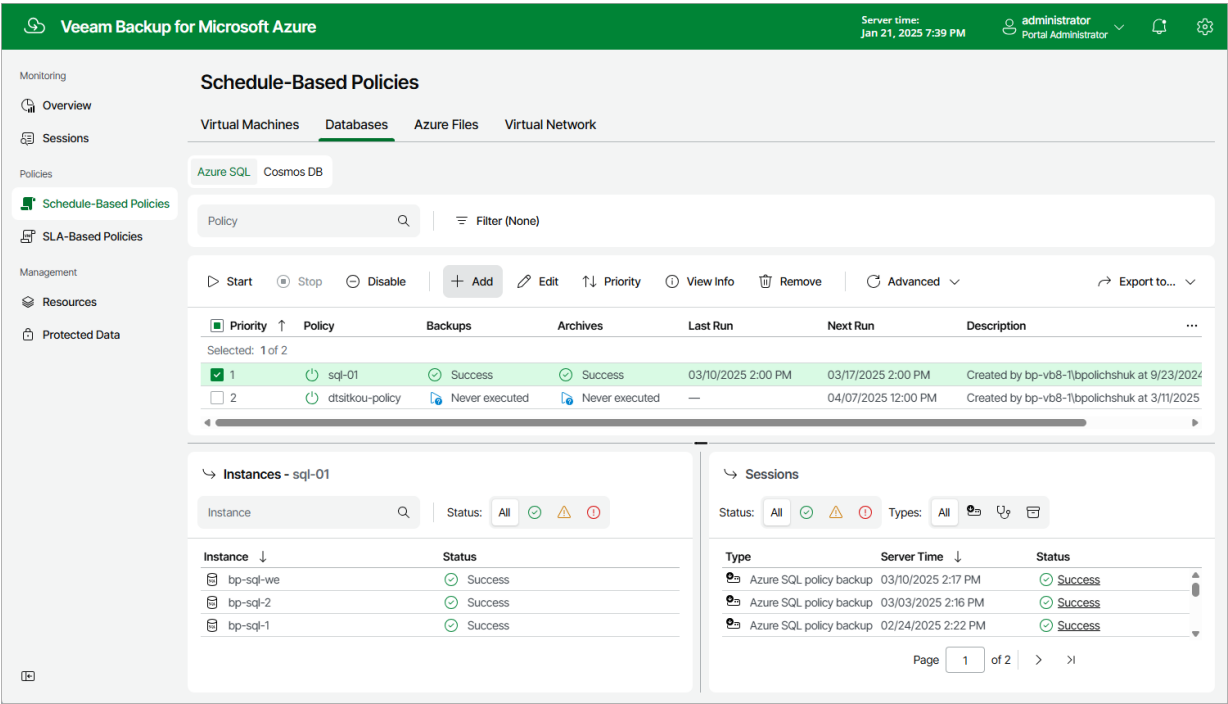 Veeam Backup for Microsoft Azure
Server time:
Jan 21, 2025 7:39 PM
administrator
Portal Administrator
Monitoring
Overview
Sessions
Policies
Schedule-Based Policies
SLA-Based Policies
Management
Resources
Protected Data
Schedule-Based Policies
Virtual Machines Databases Azure Files Virtual Network
Azure SQL Cosmos DB
Policy Filter (None)
Start Stop Disable Add Edit Priority View Info Remove Advanced Export to...
Priority Policy Backups Archives Last Run Next Run Description ...
Selected: 1 of 2
1 sql-01 Success Success 03/10/2025 2:00 PM 03/17/2025 2:00 PM Created by bp-vb8-1\bpolichshuk at 9/23/2024
2 dtsitkou-policy Never executed Never executed — 04/07/2025 12:00 PM Created by bp-vb8-1\bpolichshuk at 3/11/2025
Instances - sql-01
Instance Status: All
Instance Status
bp-sql-we Success
bp-sql-2 Success
bp-sql-1 Success
Sessions
Status: All Types: All
Type Server Time Status
Azure SQL policy backup 03/10/2025 2:17 PM Success
Azure SQL policy backup 03/03/2025 2:16 PM Success
Azure SQL policy backup 02/24/2025 2:22 PM Success
Page 1 of 2